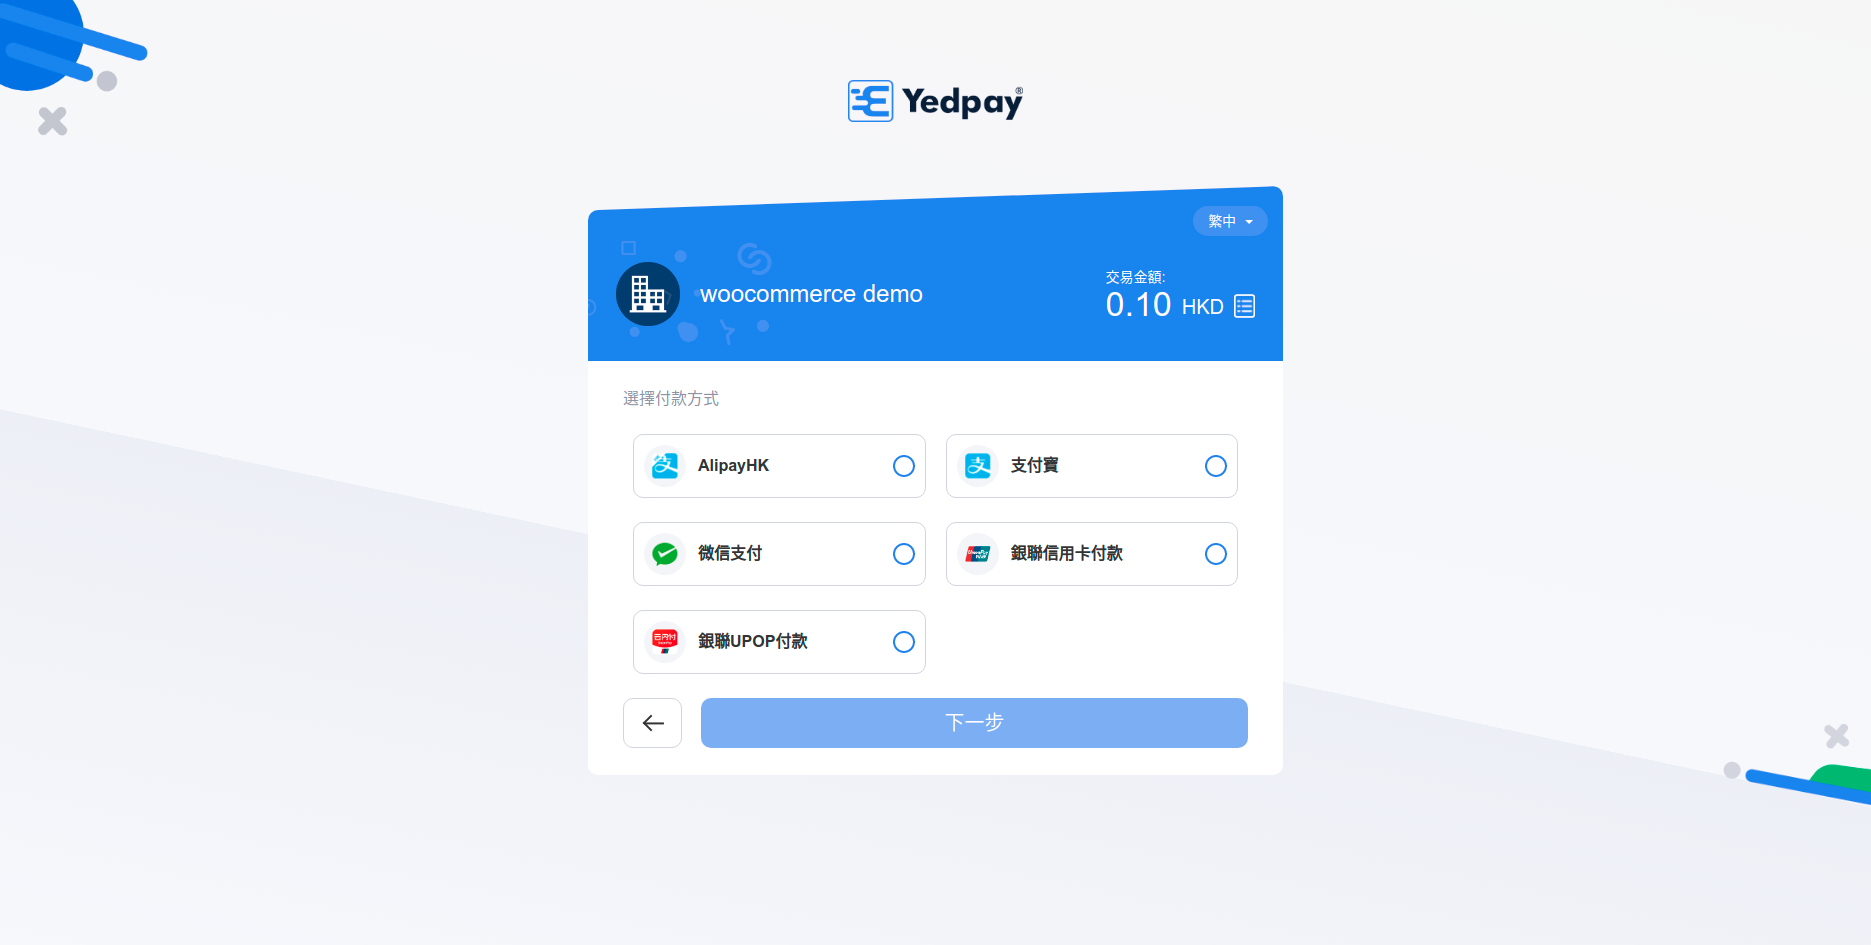 Yedpay®
繁中
woocommerce demo
交易金額:
0.10 HKD
選擇付款方式
AlipayHK
支付寶
微信支付
銀聯信用卡付款
銀聯UPOP付款
下一步